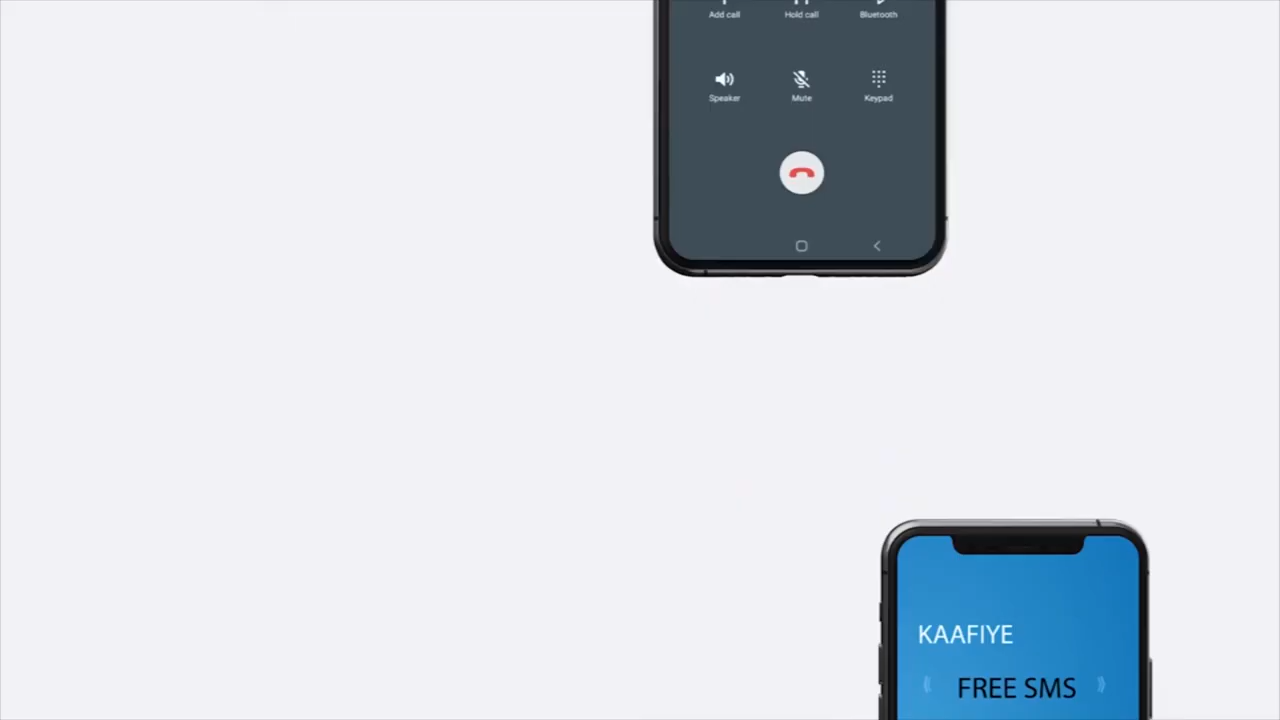 Add call Hold call Bluetooth
Speaker Mute Keypad
KAAFIYE
FREE SMS